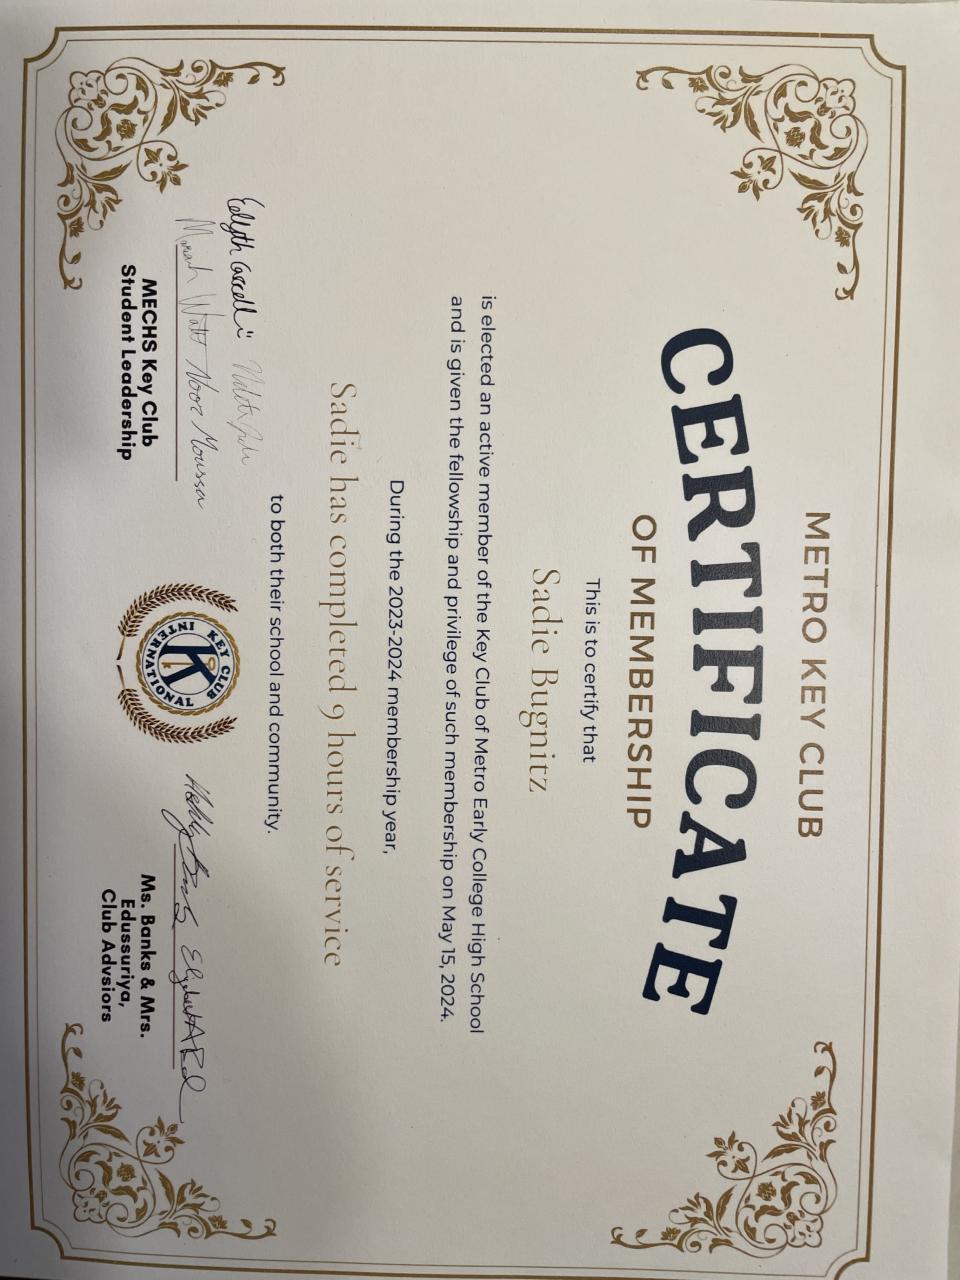 METRO KEY CLUB
CERTIFICATE
OF MEMBERSHIP
This is to certify that
Sadie Bugnitz
is elected an active member of the Key Club of Metro Early College High School
and is given the fellowship and privilege of such membership on May 15, 2024.
During the 2023-2024 membership year,
Sadie has completed 9 hours of service
to both their school and community.
Noor Moussa
MECHS Key Club
Student Leadership
KEY CLUB
K
INTERNATIONAL
Ms. Banks & Mrs.
Edussuriya,
Club Advsiors